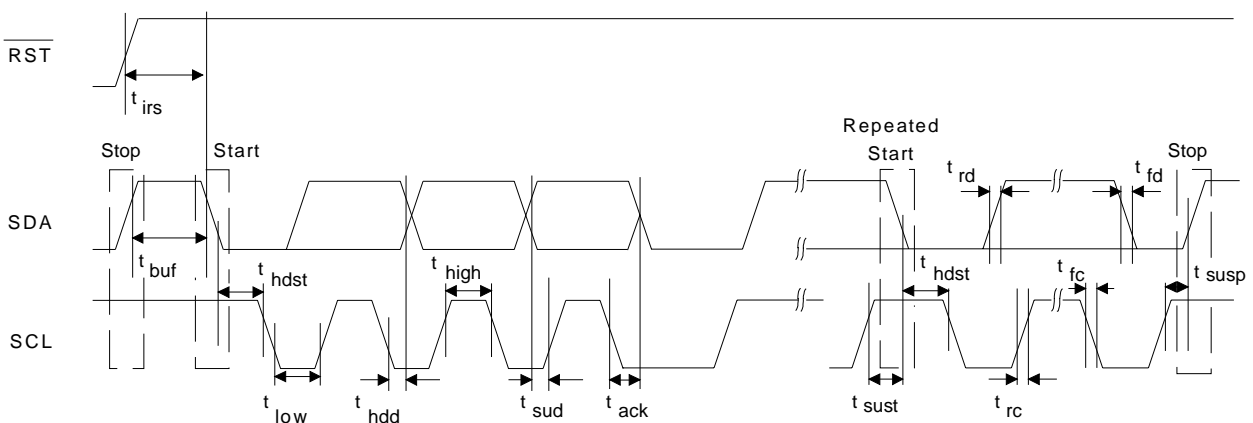 RST
t irs
Repeated
Stop
Start
Start
t rd
t fd
Stop
SDA
t buf
t hdst
t high
t hdst
t fc
t susp
SCL
t low
t hdd
t sud
t ack
t sust
t rc